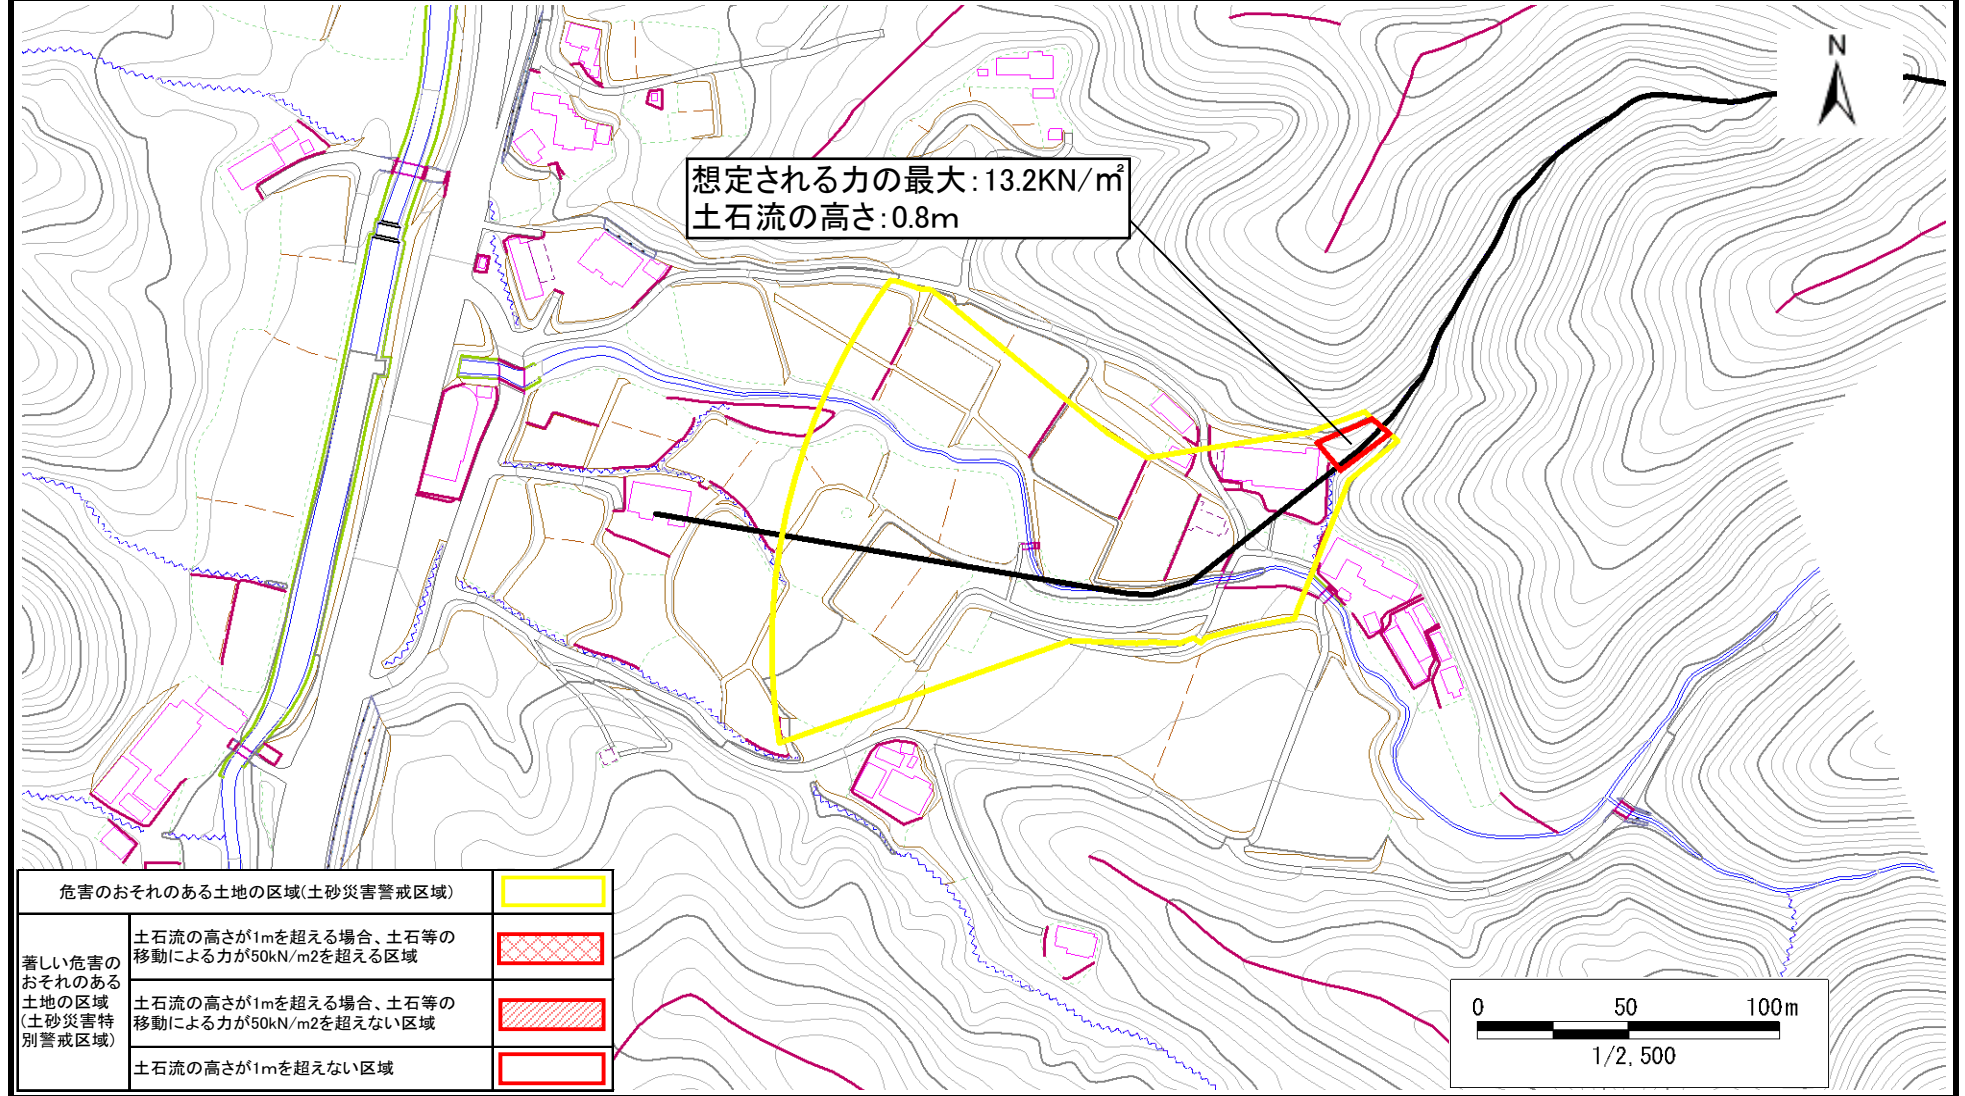 N
想定される力の最大:13.2KN/㎡
土石流の高さ:0.8m
危害のおそれのある土地の区域(土砂災害警戒区域)
著しい危害の
おそれのある
土地の区域
(土砂災害特
別警戒区域)
土石流の高さが1mを超える場合、土石等の
移動による力が50kN/m2を超える区域
土石流の高さが1mを超える場合、土石等の
移動による力が50kN/m2を超えない区域
土石流の高さが1mを超えない区域
0 50 100m
1/2,500